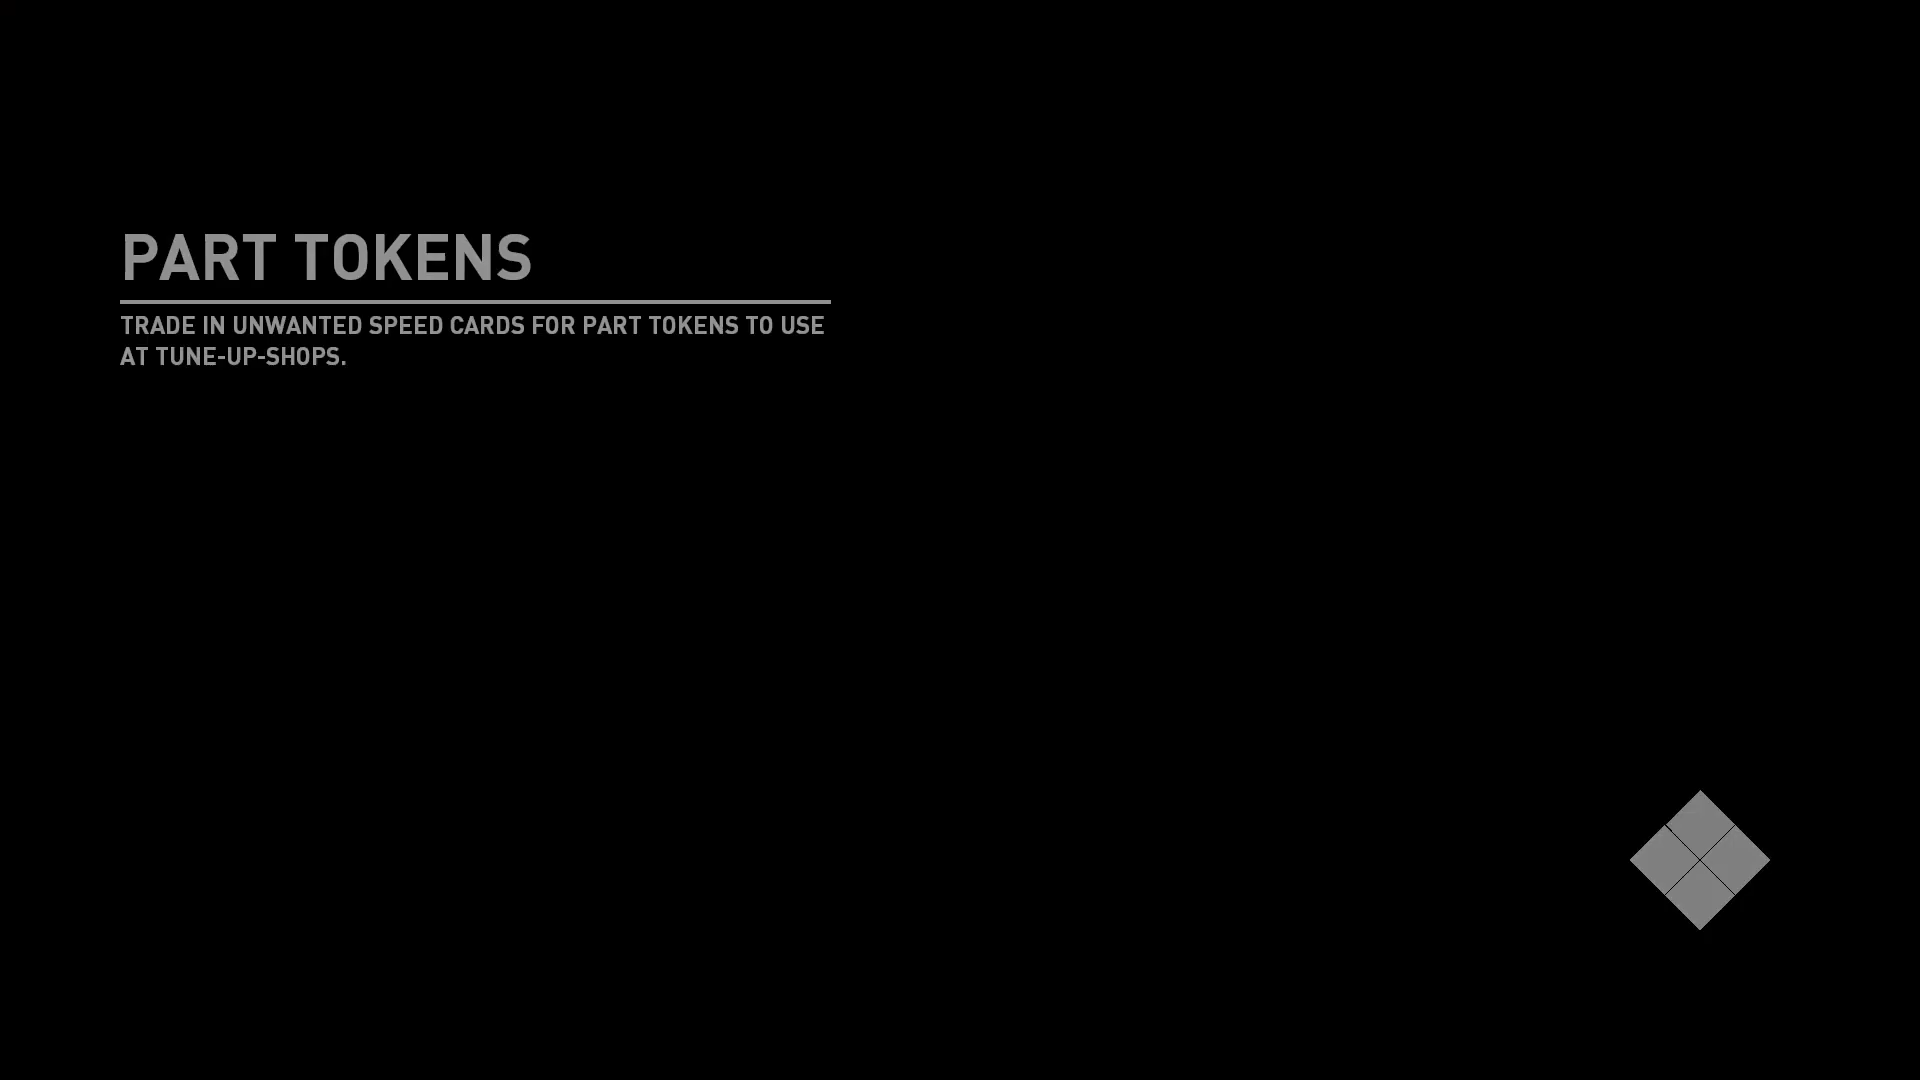 PART TOKENS
TRADE IN UNWANTED SPEED CARDS FOR PART TOKENS TO USE
AT TUNE-UP-SHOPS.